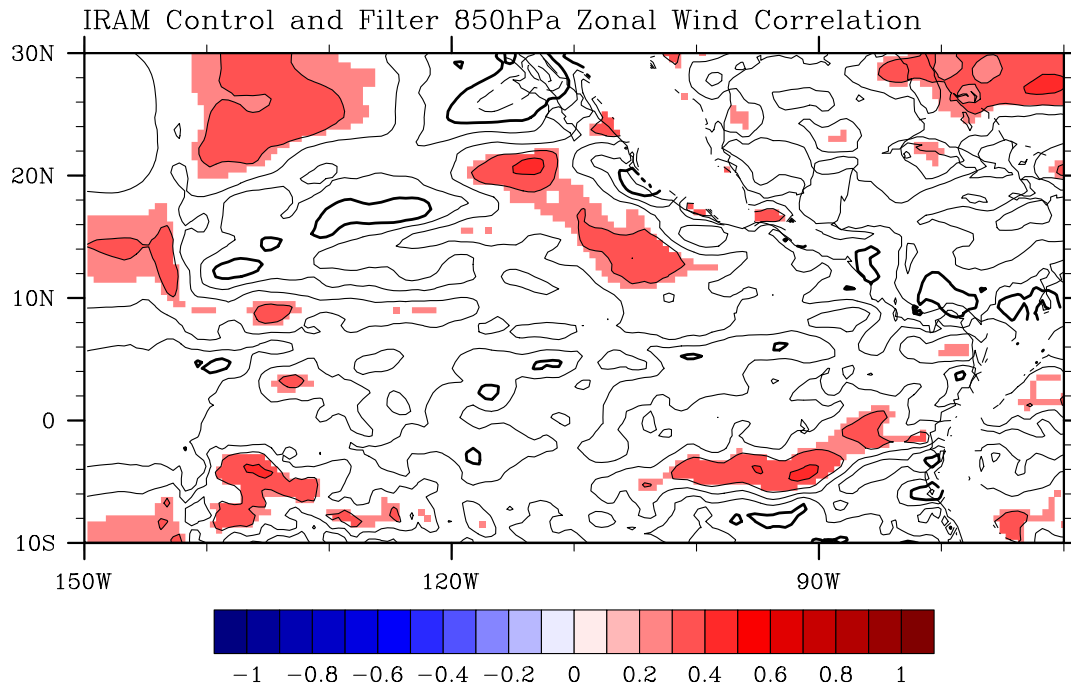 IRAM Control and Filter 850hPa Zonal Wind Correlation
30N
20N
10N
0
10S
150W 120W 90W
−1 −0.8 −0.6 −0.4 −0.2 0 0.2 0.4 0.6 0.8 1